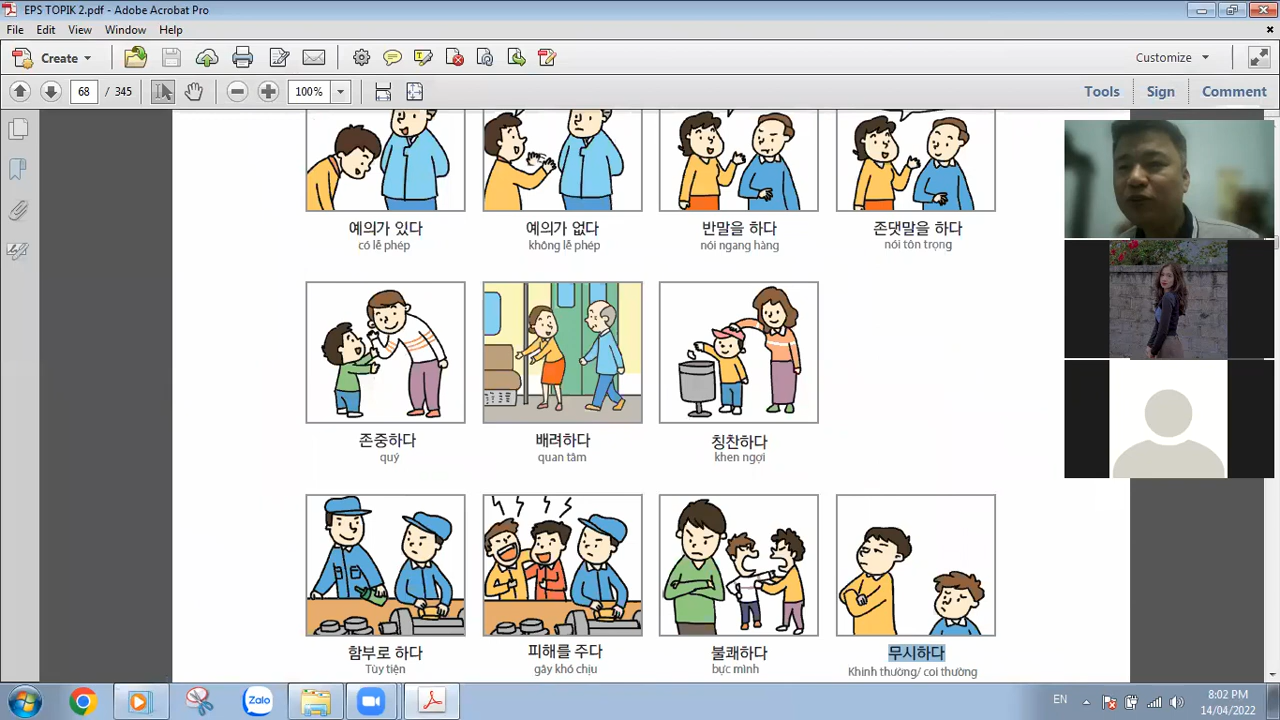 EPS TOPIK 2.pdf - Adobe Acrobat Pro
File Edit View Window Help
Create Customize
68 / 345 100% Tools Sign Comment
예의가 있다 예의가 없다 반말을 하다 존댓말을 하다
có lễ phép không lễ phép nói ngang hàng nói tôn trọng
존중하다 배려하다 칭찬하다
quý quan tâm khen ngợi
함부로 하다 피해를 주다 불쾌하다 무시하다
Tùy tiện gây khó chịu bực mình Khinh thường/ coi thường
Zalo EN 8:02 PM
14/04/2022